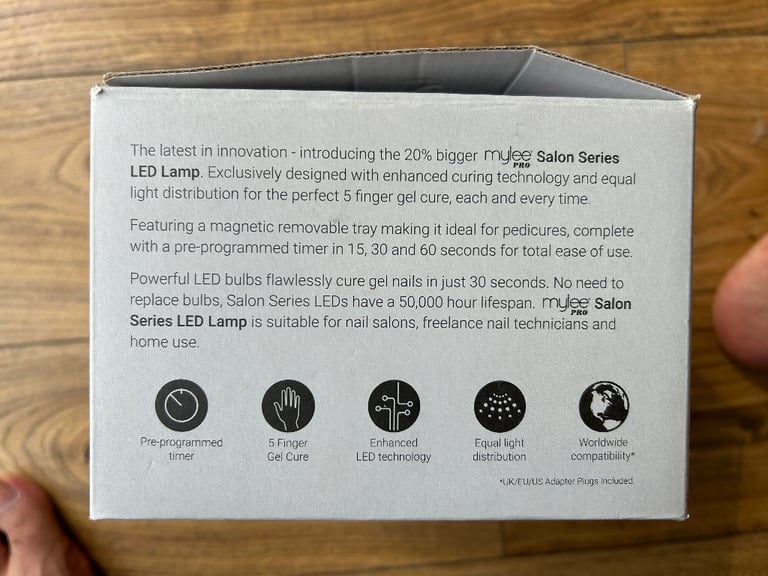 The latest in innovation - introducing the 20% bigger mylee PRO Salon Series
LED Lamp. Exclusively designed with enhanced curing technology and equal
light distribution for the perfect 5 finger gel cure, each and every time.
Featuring a magnetic removable tray making it ideal for pedicures, complete
with a pre-programmed timer in 15, 30 and 60 seconds for total ease of use.
Powerful LED bulbs flawlessly cure gel nails in just 30 seconds. No need to
replace bulbs, Salon Series LEDs have a 50,000 hour lifespan. mylee PRO Salon
Series LED Lamp is suitable for nail salons, freelance nail technicians and
home use.
Pre-programmed
timer
5 Finger
Gel Cure
Enhanced
LED technology
Equal light
distribution
Worldwide
compatibility*
*UK/EU/US Adapter Plugs Included.